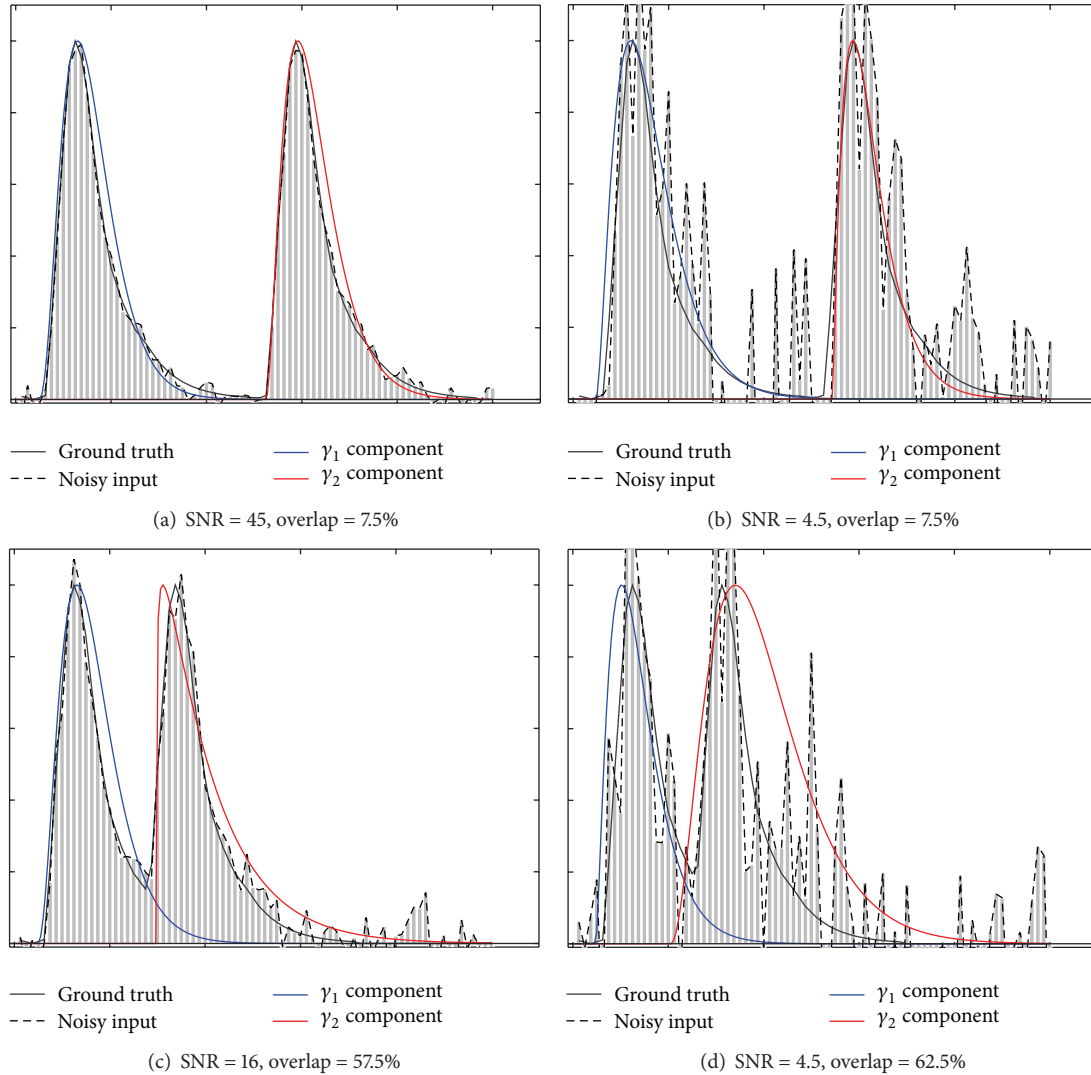 Ground truth
Noisy input
γ1 component
γ2 component
(a) SNR = 45, overlap = 7.5%
Ground truth
Noisy input
γ1 component
γ2 component
(b) SNR = 4.5, overlap = 7.5%
Ground truth
Noisy input
γ1 component
γ2 component
(c) SNR = 16, overlap = 57.5%
Ground truth
Noisy input
γ1 component
γ2 component
(d) SNR = 4.5, overlap = 62.5%